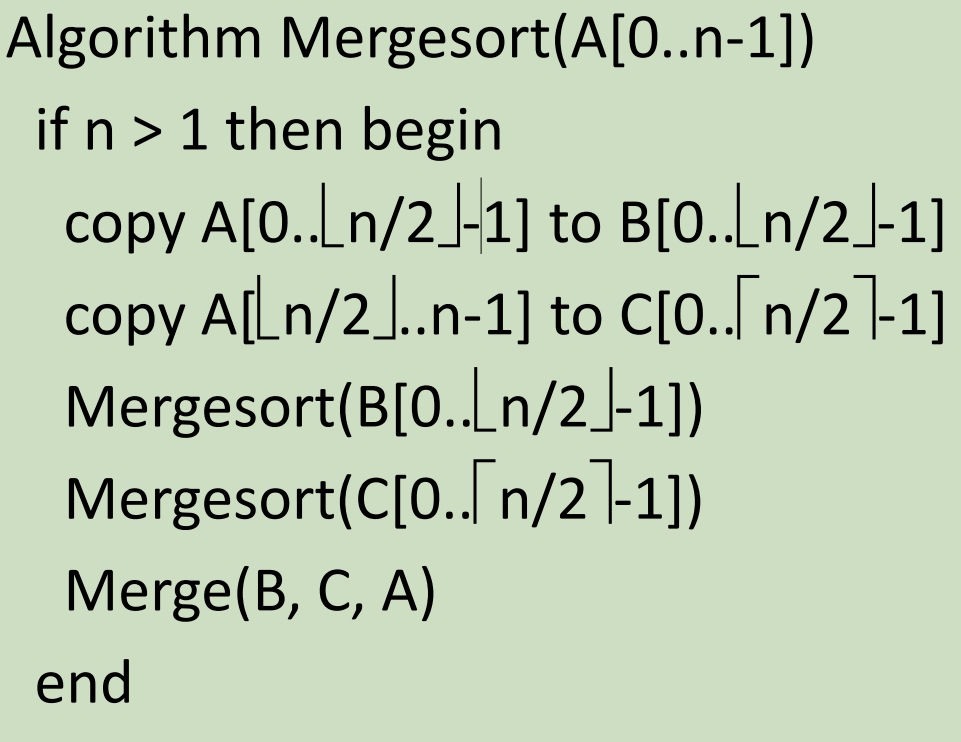 Algorithm Mergesort(A[0..n-1])
if n > 1 then begin
copy A[0..⌊n/2⌋-1] to B[0..⌊n/2⌋-1]
copy A[⌊n/2⌋..n-1] to C[0..⌈n/2⌉-1]
Mergesort(B[0..⌊n/2⌋-1])
Mergesort(C[0..⌈n/2⌉-1])
Merge(B, C, A)
end